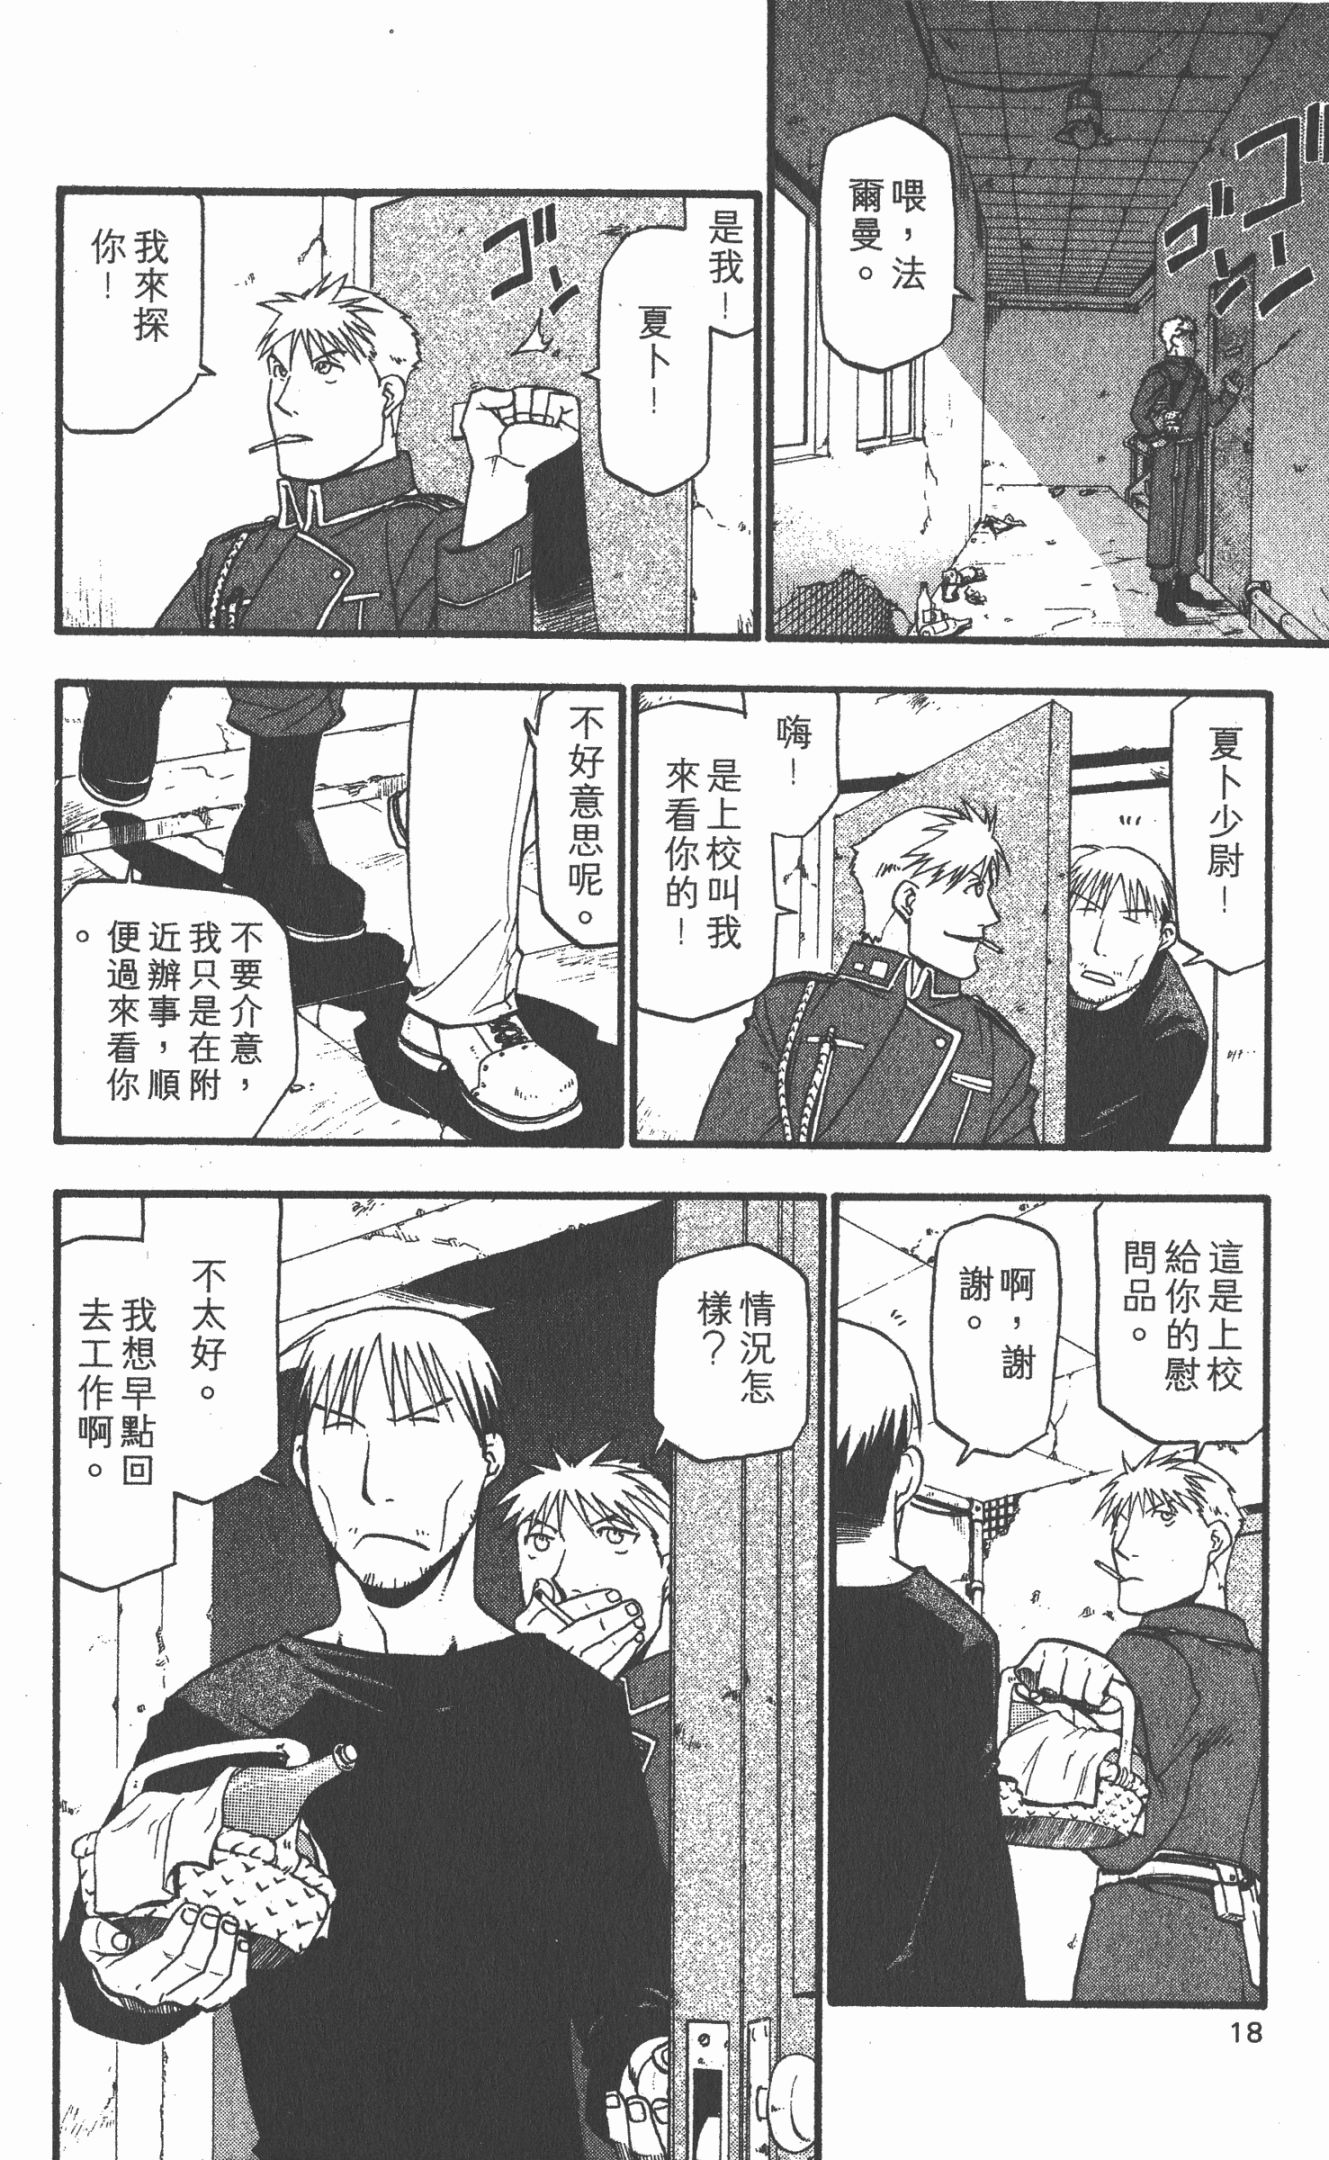 喂，法
爾曼。
ゴンゴン
是我！
夏卜！
ゴン
我來探
你！
夏卜少尉！
嗨！
是上校叫我
來看你的！
不好意思呢。
不要介意，
我只是在附
近辦事，順
便過來看你
。
這是上校
給你的慰
問品。
啊，謝
謝。
情況怎
樣？
不太好。
我想早點回
去工作啊。
18